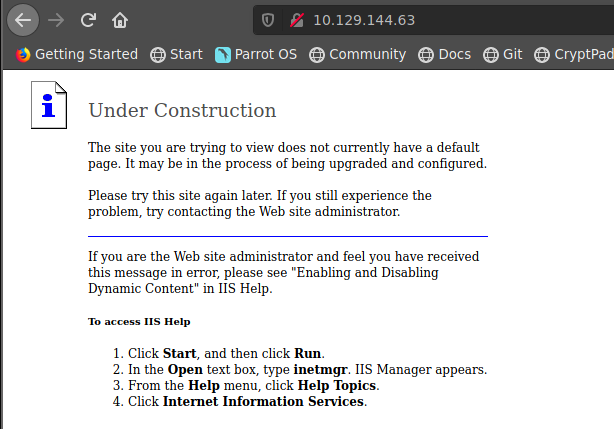 10.129.144.63
Getting Started Start Parrot OS Community Docs Git CryptPad
i
Under Construction
The site you are trying to view does not currently have a default
page. It may be in the process of being upgraded and configured.
Please try this site again later. If you still experience the
problem, try contacting the Web site administrator.
If you are the Web site administrator and feel you have received
this message in error, please see "Enabling and Disabling
Dynamic Content" in IIS Help.
To access IIS Help
1. Click Start, and then click Run.
2. In the Open text box, type inetmgr. IIS Manager appears.
3. From the Help menu, click Help Topics.
4. Click Internet Information Services.